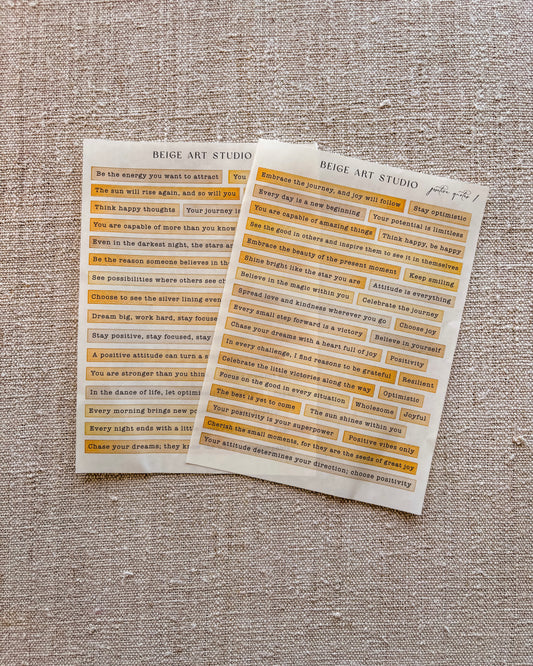 BEIGE ART STUDIO
Be the energy you want to attract You
The sun will rise again, and so will you
Think happy thoughts Your journey is
You are capable of more than you know
Even in the darkest night, the stars
Be the reason someone believes in th
See possibilities where others see
Choose to see the silver lining even
Dream big, work hard, stay focused
Stay positive, stay focused, stay
A positive attitude can turn a
You are stronger than you thin
In the dance of life, let optimi
Every morning brings new po
Every night ends with a little
Chase your dreams; they k
BEIGE ART STUDIO
Embrace the journey, and joy will follow Stay optimistic
Every day is a new beginning Your potential is limitless
You are capable of amazing things Think happy, be happy
See the good in others and inspire them to see it in themselves
Embrace the beauty of the present moment Keep smiling
Shine bright like the star you are Attitude is everything
Believe in the magic within you Celebrate the journey
Spread love and kindness wherever you go Choose joy
Every small step forward is a victory Believe in yourself
Chase your dreams with a heart full of joy Positivity
In every challenge, I find reasons to be grateful Resilient
Celebrate the little victories along the way Optimistic
Focus on the good in every situation Wholesome Joyful
The best is yet to come The sun shines within you
Your positivity is your superpower Positive vibes only
Cherish the small moments, for they are the seeds of great joy
Your attitude determines your direction; choose positivity